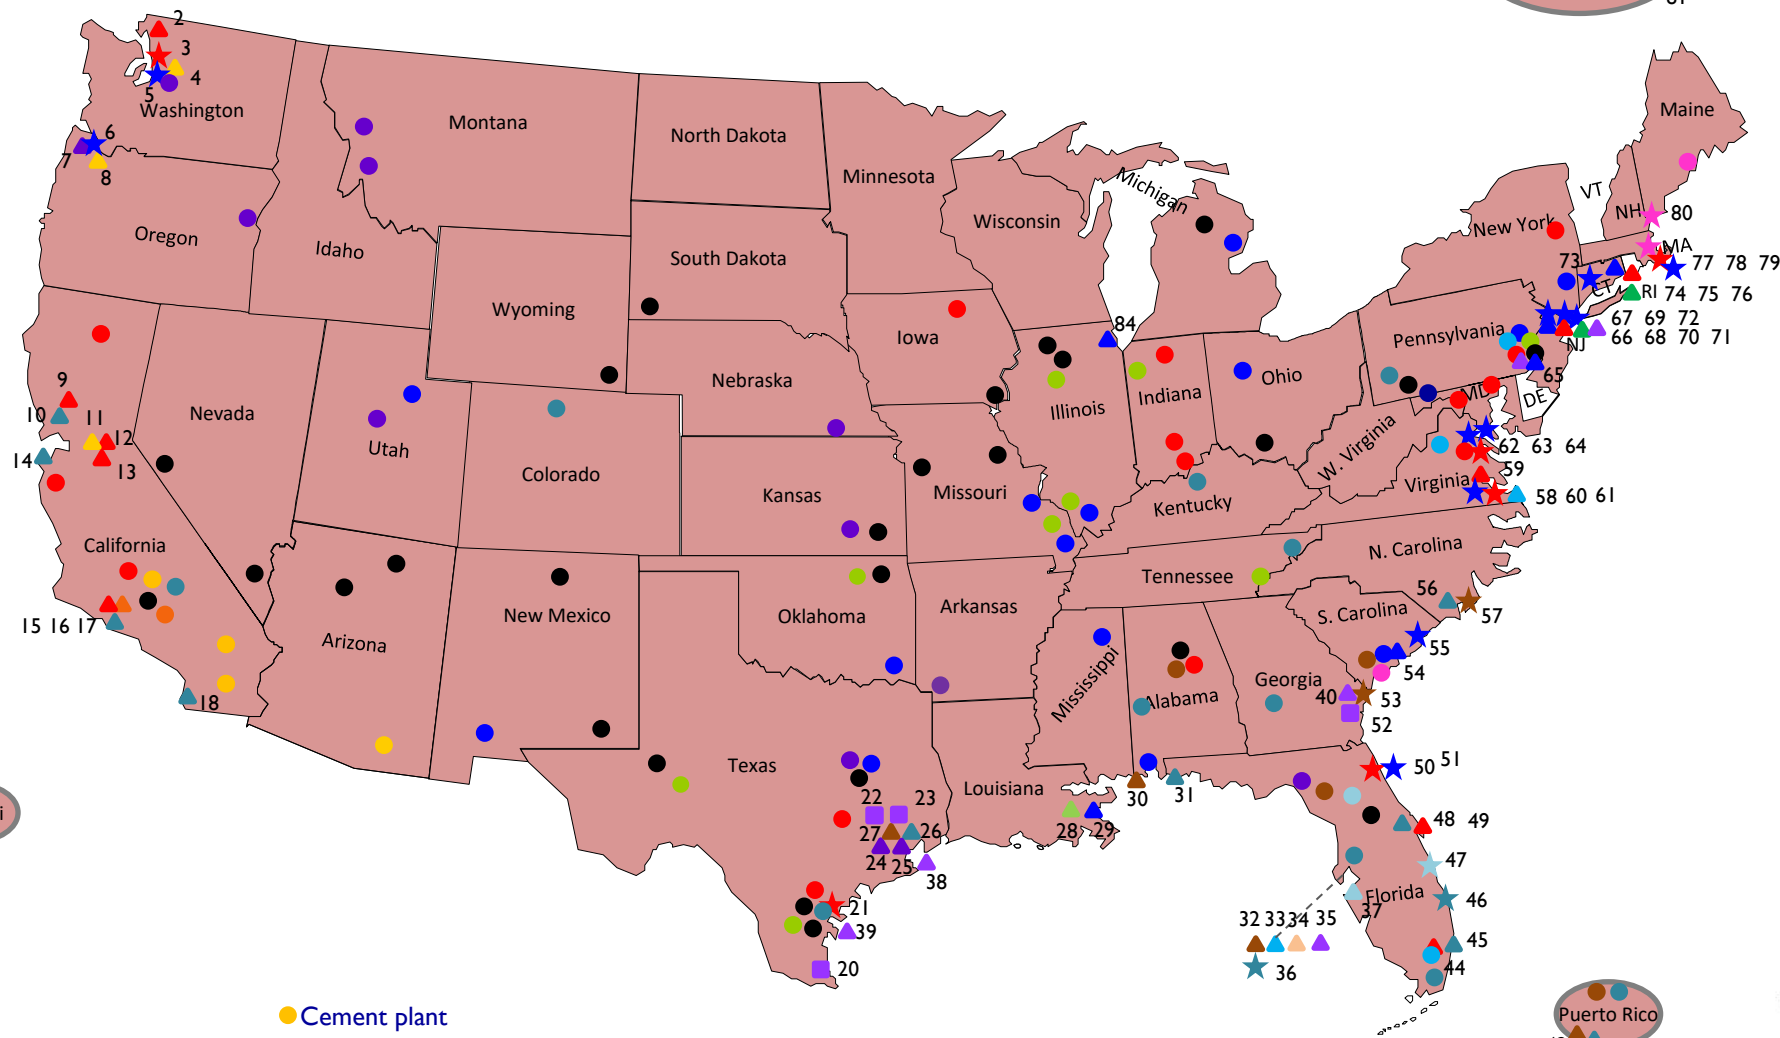 81
2
3
4
5
Washington
Montana
North Dakota
Minnesota
Michigan
Maine
6
7
8
VT
NH
80
New York
Wisconsin
Oregon
Idaho
South Dakota
MA
73
77 78 79
CT
RI 74 75 76
Wyoming
84
67 69 72
66 68 70 71
NJ
Pennsylvania
Iowa
65
Nebraska
Ohio
Indiana
Illinois
MD
DE
9
10
11
12
13
14
Nevada
Utah
Colorado
Kansas
Missouri
W. Virginia
62 63 64
59
Virginia
58 60 61
Kentucky
California
N. Carolina
Tennessee
56
57
15 16 17
Arizona
New Mexico
Oklahoma
Arkansas
S. Carolina
55
54
18
Mississippi
Alabama
Georgia
40
53
52
Texas
Louisiana
i
22 23
27
26
24 25
38
28 29
30
31
50 51
48 49
47
46
Florida
37
21
39
20
32 33 34 35
36
45
44
Cement plant
Puerto Rico